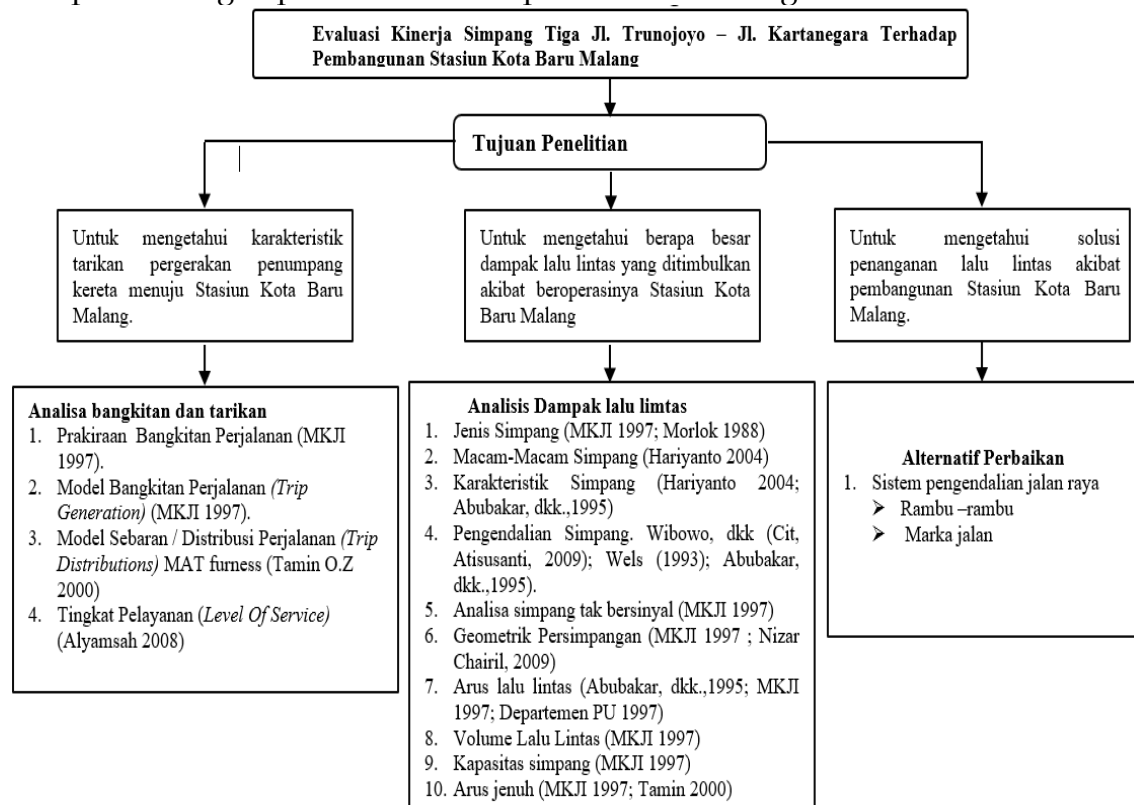 Evaluasi Kinerja Simpang Tiga Jl. Trunojoyo – Jl. Kartanegara Terhadap
Pembangunan Stasiun Kota Baru Malang
Tujuan Penelitian
Untuk mengetahui karakteristik
tarikan pergerakan penumpang
kereta menuju Stasiun Kota Baru
Malang.
Untuk mengetahui berapa besar
dampak lalu lintas yang ditimbulkan
akibat beroperasinya Stasiun Kota
Baru Malang
Untuk mengetahui solusi
penanganan lalu lintas akibat
pembangunan Stasiun Kota Baru
Malang.
Analisa bangkitan dan tarikan
1. Prakiraan Bangkitan Perjalanan (MKJI
1997).
2. Model Bangkitan Perjalanan (Trip
Generation) (MKJI 1997).
3. Model Sebaran / Distribusi Perjalanan (Trip
Distributions) MAT furness (Tamin O.Z
2000)
4. Tingkat Pelayanan (Level Of Service)
(Alyamsah 2008)
Analisis Dampak lalu limtas
1. Jenis Simpang (MKJI 1997; Morlok 1988)
2. Macam-Macam Simpang (Hariyanto 2004)
3. Karakteristik Simpang (Hariyanto 2004;
Abubakar, dkk.,1995)
4. Pengendalian Simpang. Wibowo, dkk (Cit,
Atisusanti, 2009); Wels (1993); Abubakar,
dkk.,1995).
5. Analisa simpang tak bersinyal (MKJI 1997)
6. Geometrik Persimpangan (MKJI 1997 ; Nizar
Chairil, 2009)
7. Arus lalu lintas (Abubakar, dkk.,1995; MKJI
1997; Departemen PU 1997)
8. Volume Lalu Lintas (MKJI 1997)
9. Kapasitas simpang (MKJI 1997)
10. Arus jenuh (MKJI 1997; Tamin 2000)
Alternatif Perbaikan
1. Sistem pengendalian jalan raya
➢ Rambu –rambu
➢ Marka jalan